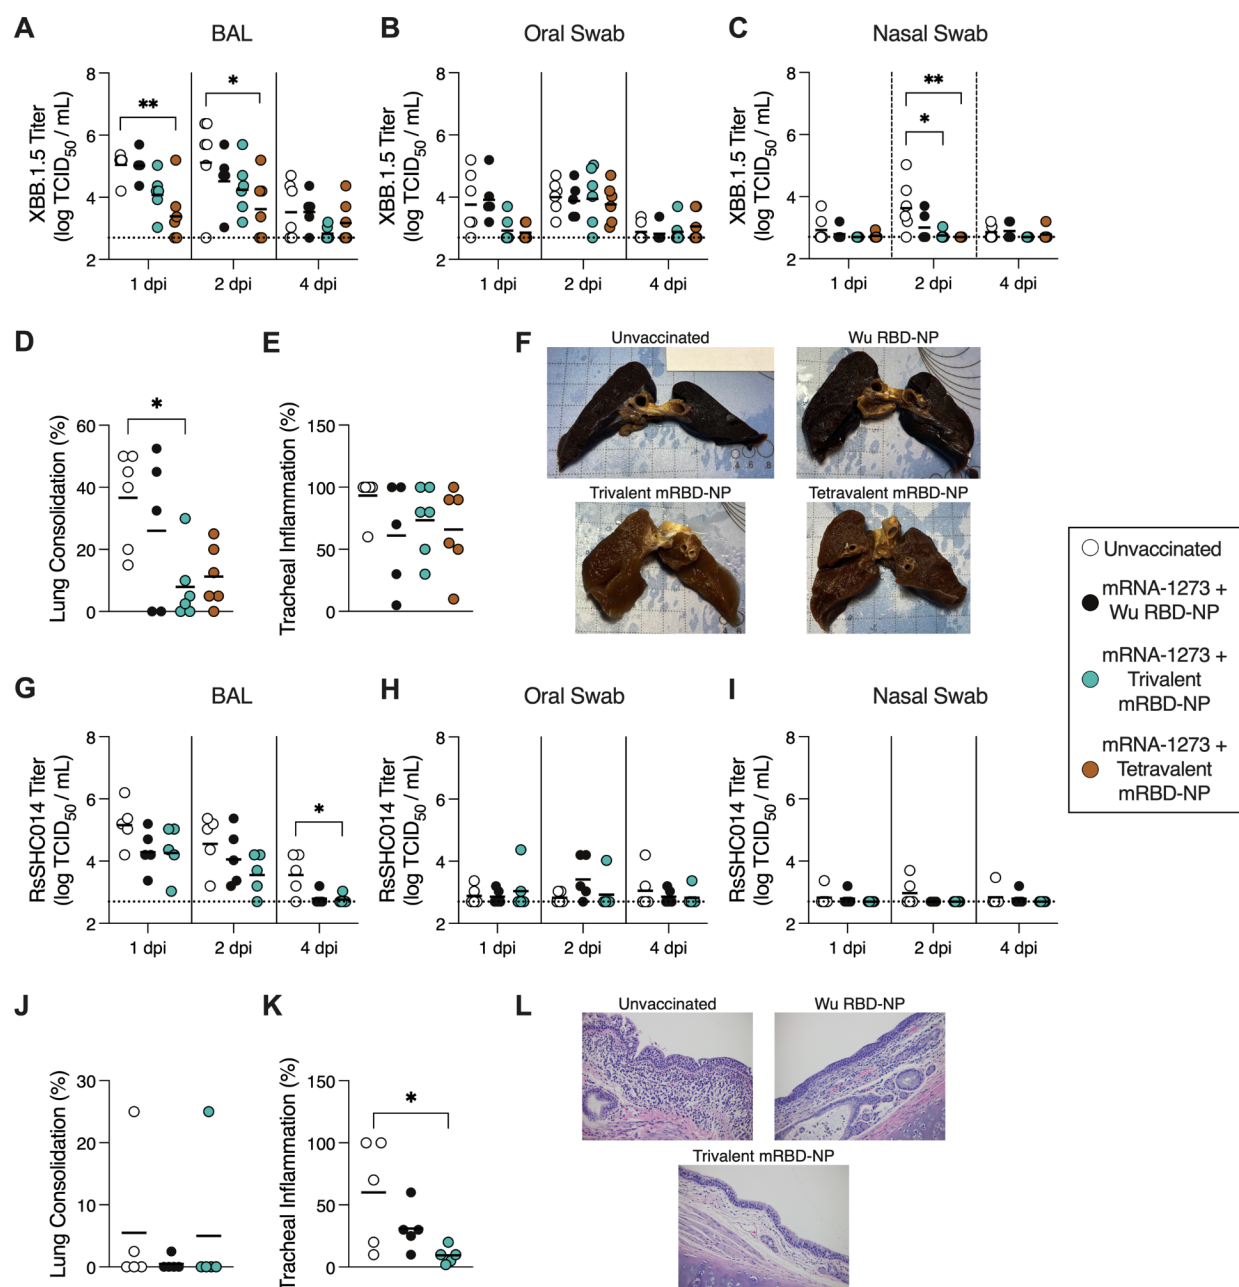 A
BAL
XBB.1.5 Titer
(log TCID50 / mL)
8
6
4
2
**
*
1 dpi
2 dpi
4 dpi
B
Oral Swab
XBB.1.5 Titer
(log TCID50 / mL)
8
6
4
2
1 dpi
2 dpi
4 dpi
C
Nasal Swab
XBB.1.5 Titer
(log TCID50 / mL)
8
6
4
2
**
*
1 dpi
2 dpi
4 dpi
D
Lung Consolidation (%)
60
40
20
0
*
E
Tracheal Inflammation (%)
150
100
50
0
F
Unvaccinated
Wu RBD-NP
.4 .6 .8
Trivalent mRBD-NP
Tetravalent mRBD-NP
Unvaccinated
mRNA-1273 +
Wu RBD-NP
mRNA-1273 +
Trivalent
mRBD-NP
mRNA-1273 +
Tetravalent
mRBD-NP
G
BAL
RsSHC014 Titer
(log TCID50 / mL)
8
6
4
2
*
1 dpi
2 dpi
4 dpi
H
Oral Swab
RsSHC014 Titer
(log TCID50 / mL)
8
6
4
2
1 dpi
2 dpi
4 dpi
I
Nasal Swab
RsSHC014 Titer
(log TCID50 / mL)
8
6
4
2
1 dpi
2 dpi
4 dpi
J
Lung Consolidation (%)
30
20
10
0
K
Tracheal Inflammation (%)
150
100
50
0
*
L
Unvaccinated
Wu RBD-NP
Trivalent mRBD-NP